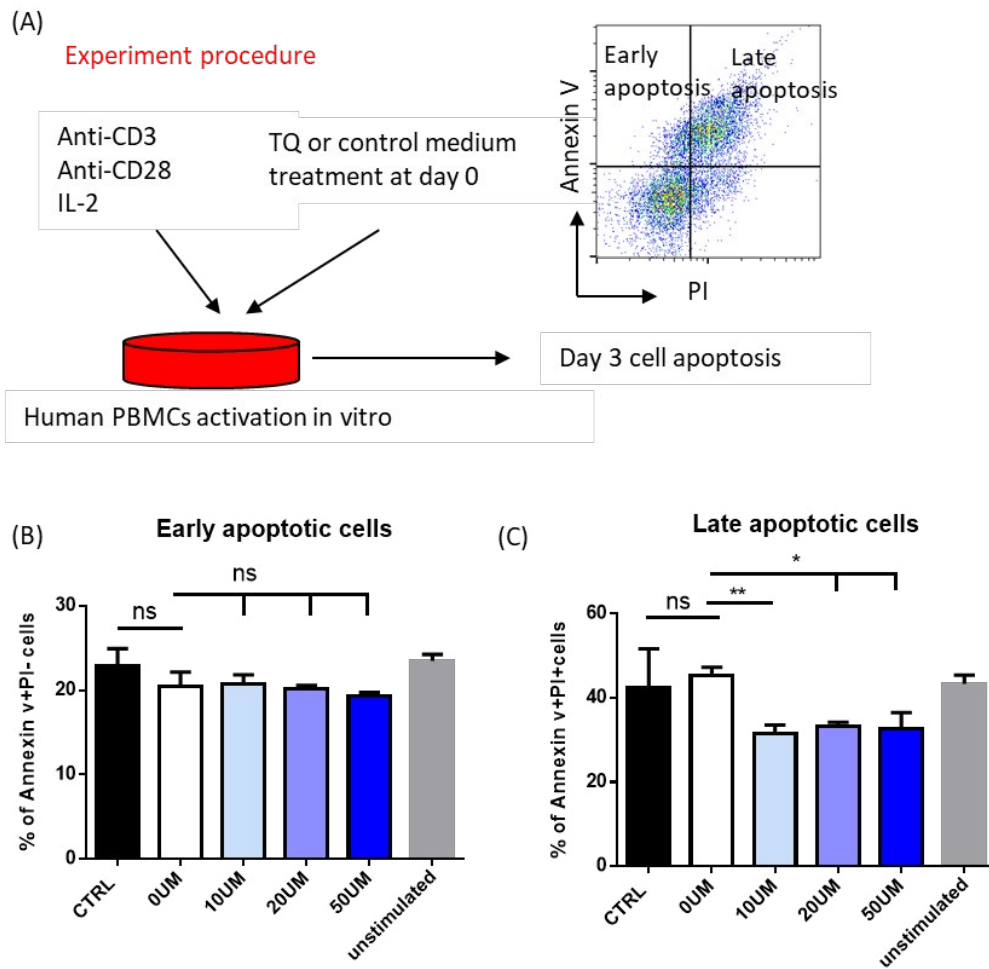 (A)
Experiment procedure
Anti-CD3
Anti-CD28
IL-2
TQ or control medium
treatment at day 0
Early
apoptosis
Late
apoptosis
Annexin V
PI
Day 3 cell apoptosis
Human PBMCs activation in vitro
(B)
Early apoptotic cells
% of Annexin v+PI- cells
30
20
10
0
ns
ns
CTRL
0UM
10UM
20UM
50UM
unstimulated
(C)
Late apoptotic cells
% of Annexin v+PI+cells
60
40
20
0
ns
**
*
CTRL
0UM
10UM
20UM
50UM
unstimulated